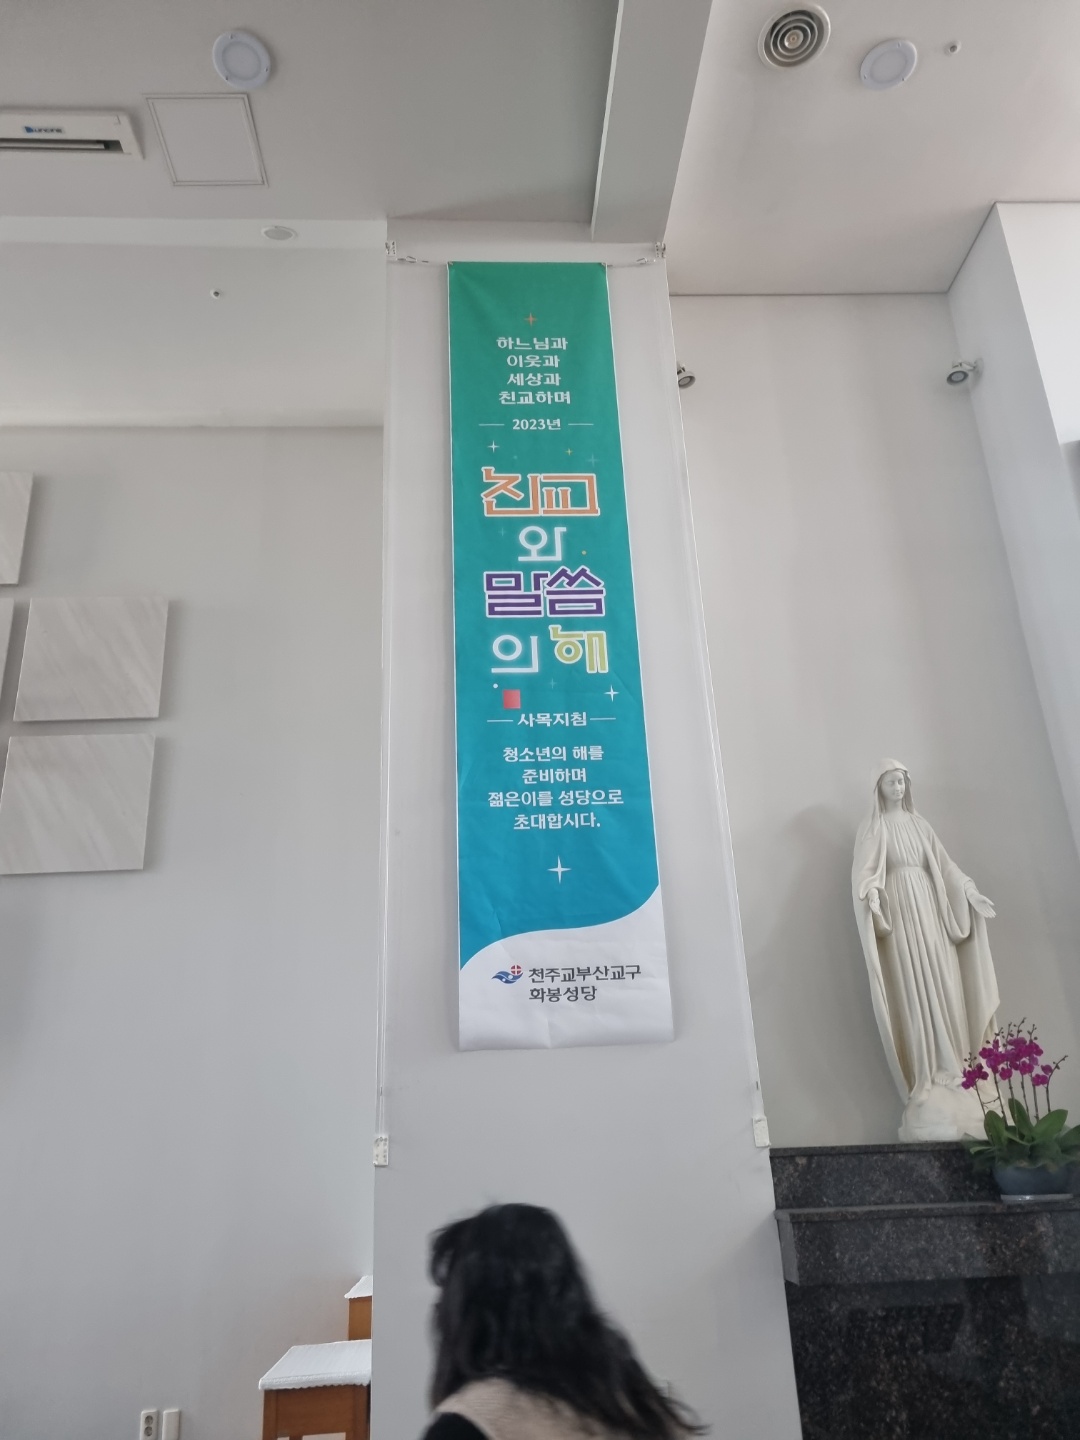 하느님과
이웃과
세상과
친교하며
2023년
친교
와
말씀
의 해
사목지침
청소년의 해를
준비하며
젊은이를 성당으로
초대합시다.
천주교부산교구
화봉성당